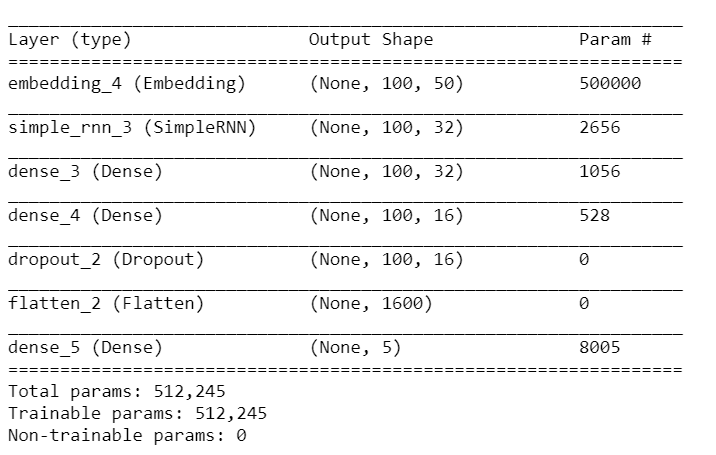 Layer (type) Output Shape Param #
=================================================================
embedding_4 (Embedding) (None, 100, 50) 500000
simple_rnn_3 (SimpleRNN) (None, 100, 32) 2656
dense_3 (Dense) (None, 100, 32) 1056
dense_4 (Dense) (None, 100, 16) 528
dropout_2 (Dropout) (None, 100, 16) 0
flatten_2 (Flatten) (None, 1600) 0
dense_5 (Dense) (None, 5) 8005
=================================================================
Total params: 512,245
Trainable params: 512,245
Non-trainable params: 0